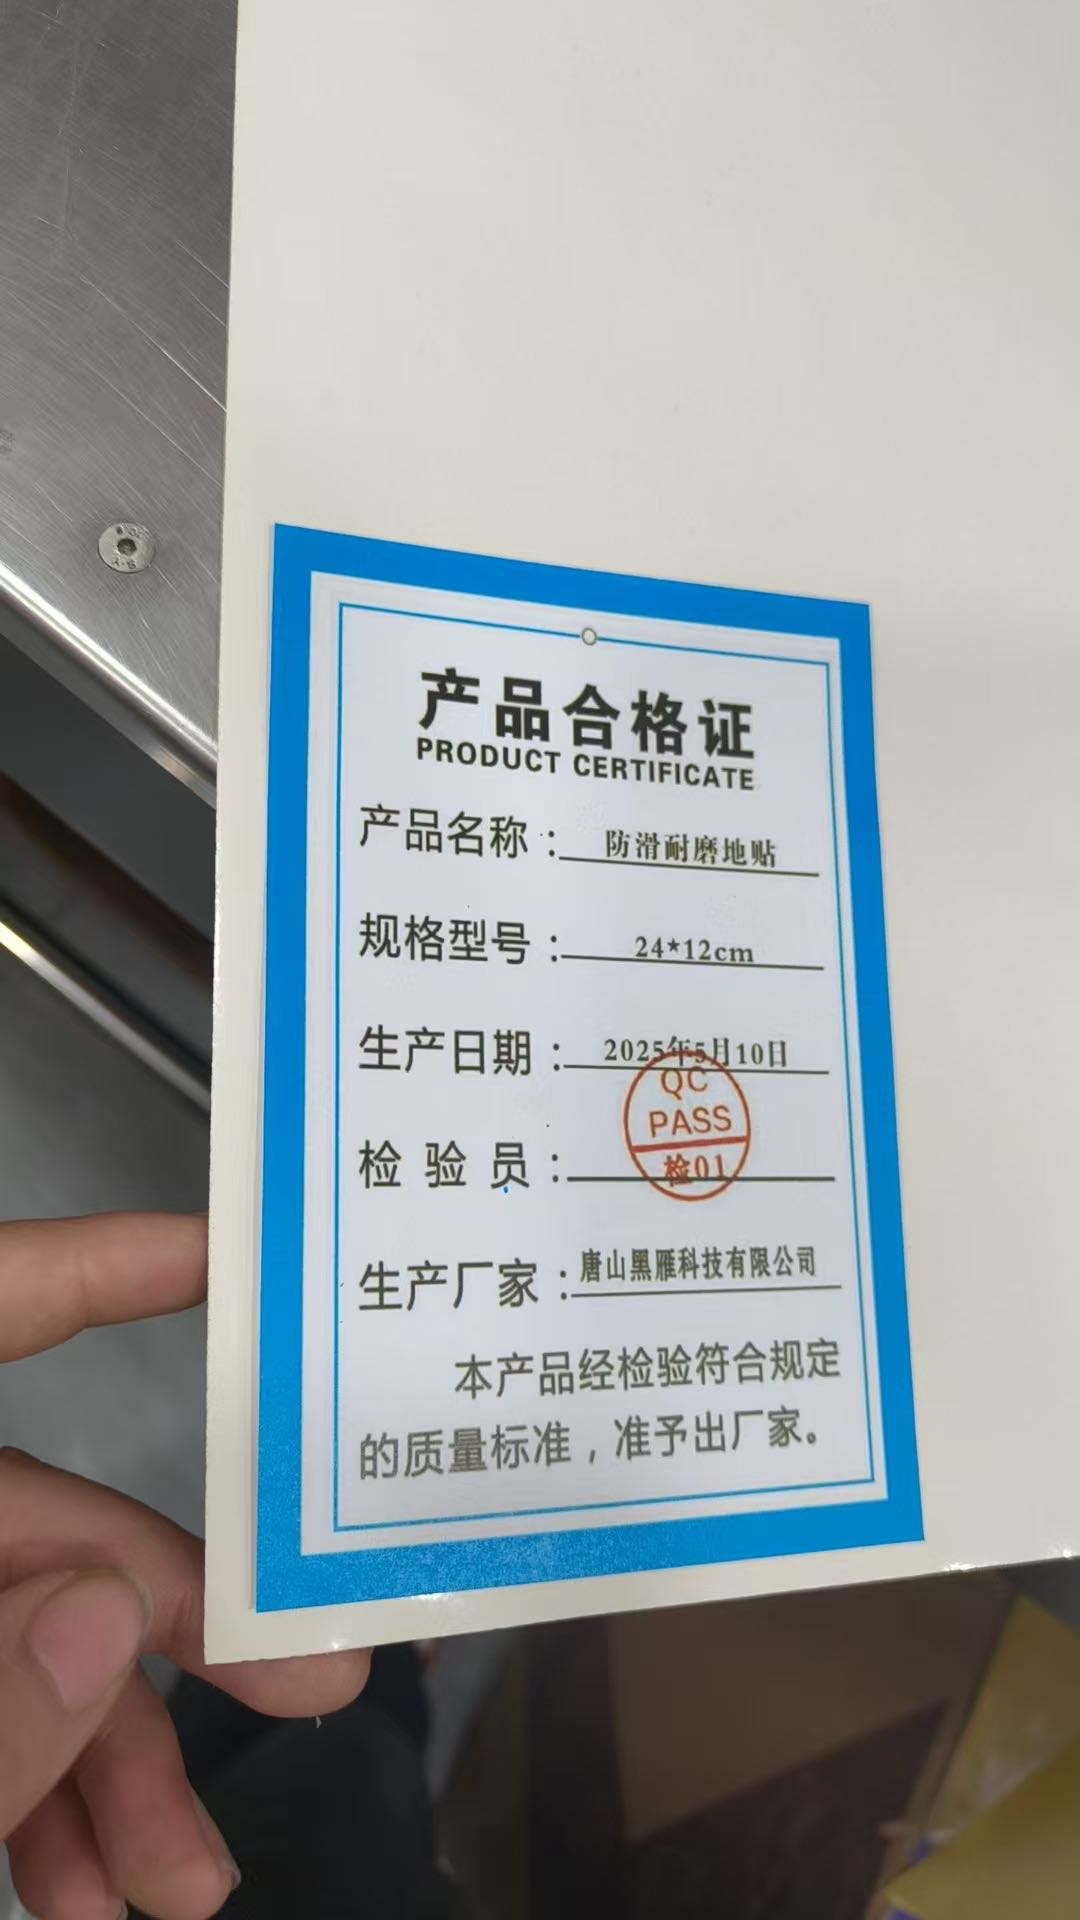 产品合格证
PRODUCT CERTIFICATE
产品名称：防滑耐磨地贴
规格型号：24*12cm
生产日期：2025年5月10日
QC
PASS
检验员：检01
生产厂家：唐山黑雁科技有限公司
本产品经检验符合规定
的质量标准，准予出厂家。